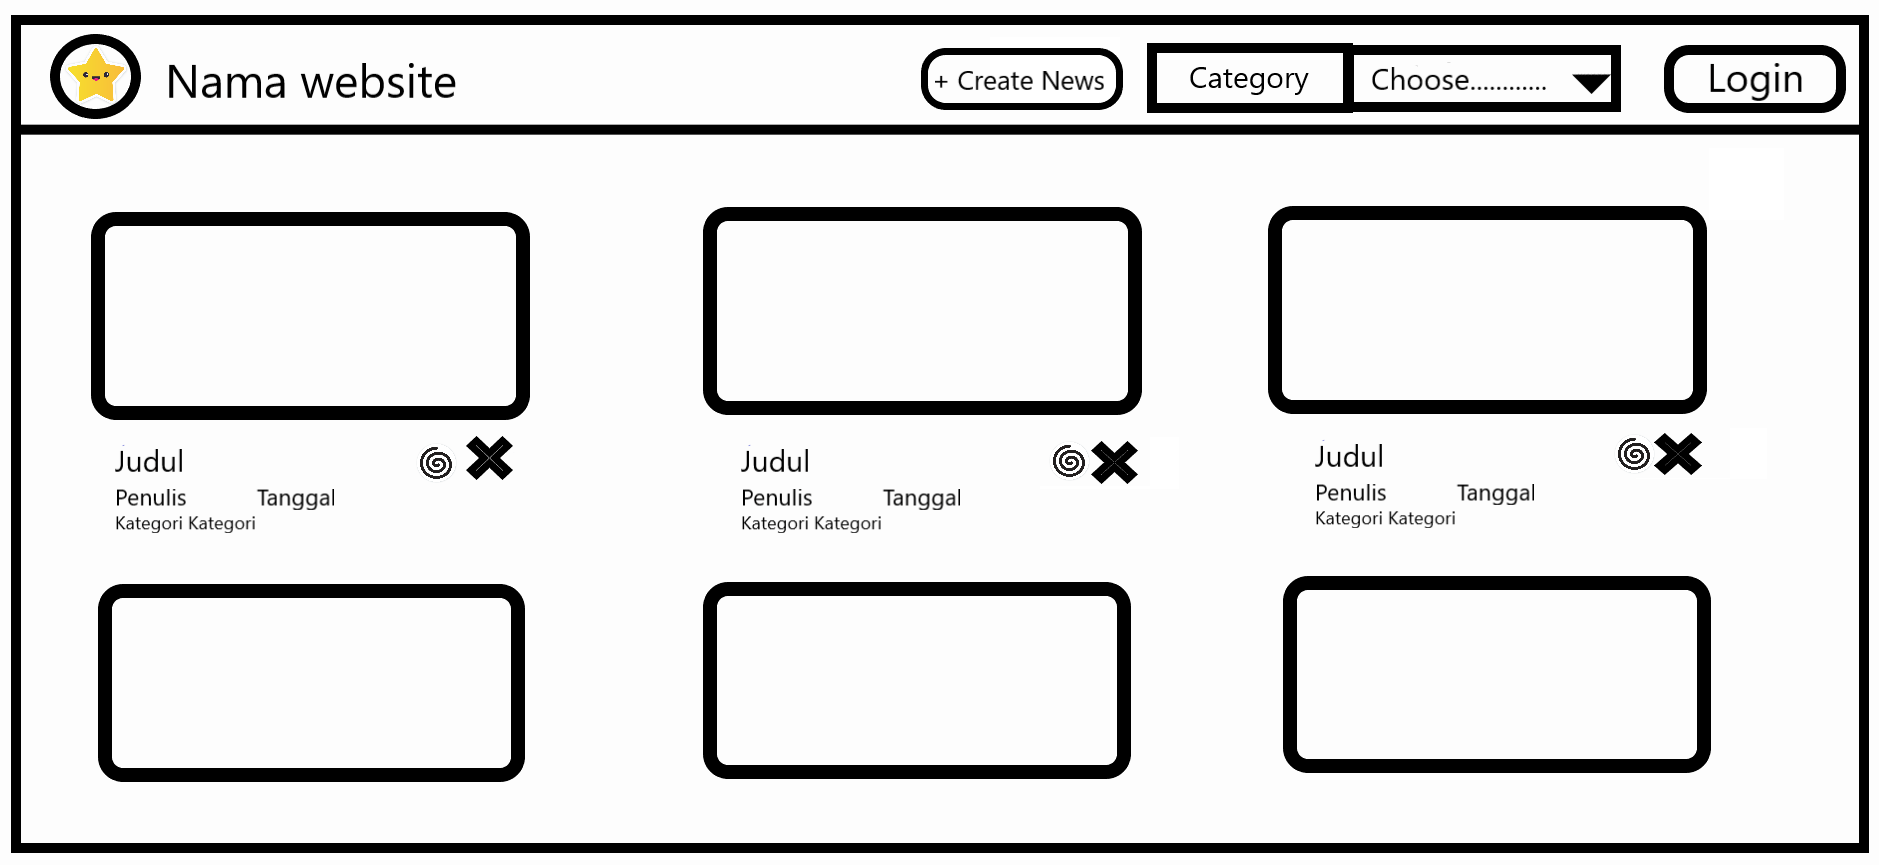 Nama website
+ Create News
Category
Choose............
Login
Judul
Penulis Tanggal
Kategori Kategori
Judul
Penulis Tanggal
Kategori Kategori
Judul
Penulis Tanggal
Kategori Kategori